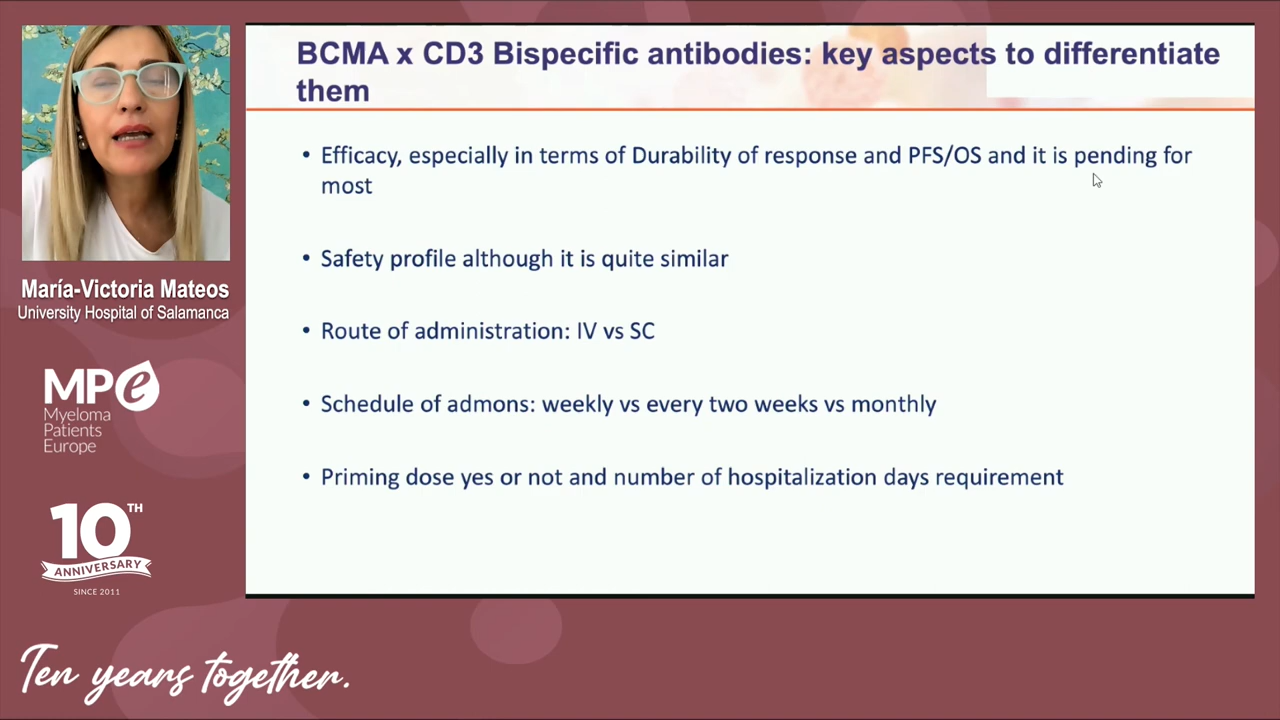 BCMA x CD3 Bispecific antibodies: key aspects to differentiate
them
• Efficacy, especially in terms of Durability of response and PFS/OS and it is pending for
most
• Safety profile although it is quite similar
• Route of administration: IV vs SC
• Schedule of admons: weekly vs every two weeks vs monthly
• Priming dose yes or not and number of hospitalization days requirement
María-Victoria Mateos
University Hospital of Salamanca
MPe
Myeloma
Patients
Europe
10TH
ANNIVERSARY
SINCE 2011
Ten years together.